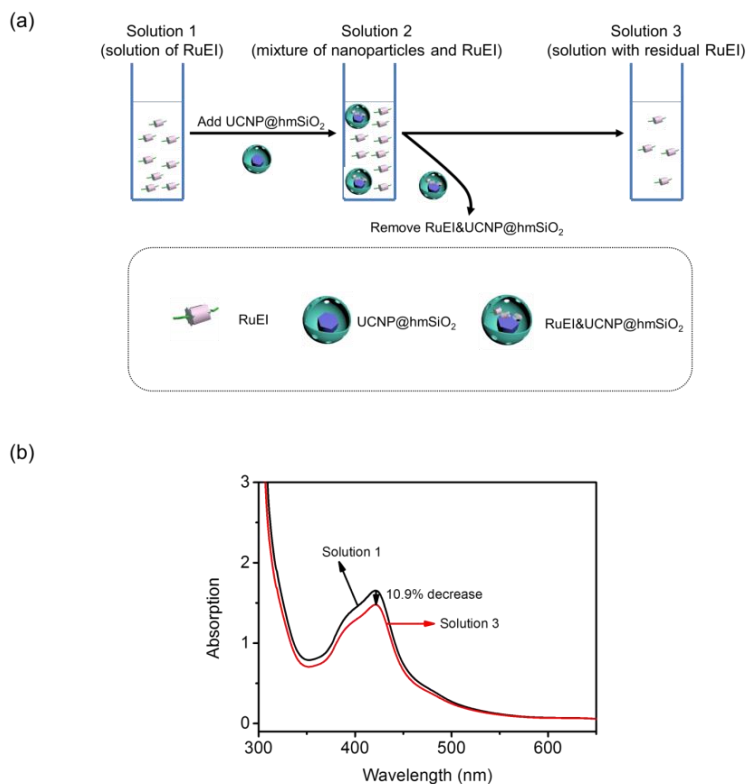 (a)
Solution 1
(solution of RuEI)
Solution 2
(mixture of nanoparticles and RuEI)
Solution 3
(solution with residual RuEI)
Add UCNP@hmSiO₂
Remove RuEI&UCNP@hmSiO₂
RuEI
UCNP@hmSiO₂
RuEI&UCNP@hmSiO₂
(b)
3
2
1
0
Absorption
Solution 1
10.9% decrease
Solution 3
300
400
500
600
Wavelength (nm)